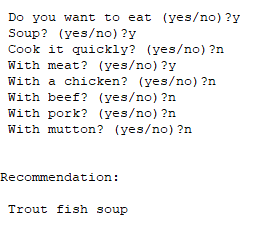 Do you want to eat (yes/no)?y
Soup? (yes/no)?y
Cook it quickly? (yes/no)?n
With meat? (yes/no)?y
With a chicken? (yes/no)?n
With beef? (yes/no)?n
With pork? (yes/no)?n
With mutton? (yes/no)?n
Recommendation:
Trout fish soup